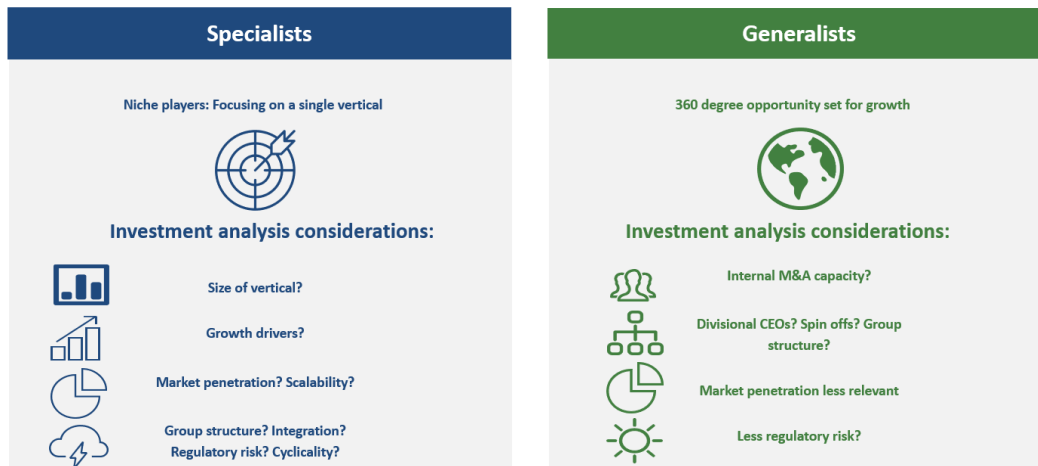 Specialists
Niche players: Focusing on a single vertical
Investment analysis considerations:
Size of vertical?
Growth drivers?
Market penetration? Scalability?
Group structure? Integration?
Regulatory risk? Cyclicality?
Generalists
360 degree opportunity set for growth
Investment analysis considerations:
Internal M&A capacity?
Divisional CEOs? Spin offs? Group
structure?
Market penetration less relevant
Less regulatory risk?